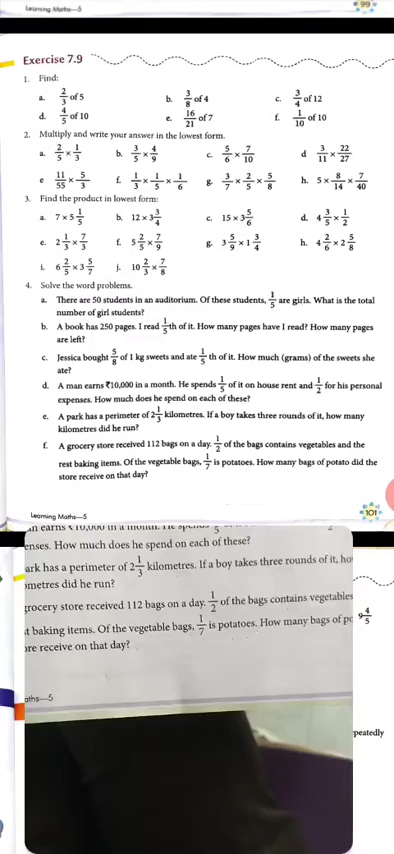 Learning Maths—5
99
Exercise 7.9
1. Find:
a. 2/3 of 5 b. 3/8 of 4 c. 3/4 of 12
d. 4/5 of 10 e. 16/21 of 7 f. 1/10 of 10
2. Multiply and write your answer in the lowest form.
a. 2/5 × 1/3 b. 3/5 × 4/9 c. 5/6 × 7/10 d 3/11 × 22/27
e 11/55 × 5/3 f. 1/3 × 1/5 × 1/6 g. 3/7 × 2/5 × 5/8 h. 5 × 8/14 × 7/40
3. Find the product in lowest form:
a. 7 × 5 1/5 b. 12 × 3 3/4 c. 15 × 3 5/6 d. 4 3/5 × 1/2
e. 2 1/3 × 7/3 f. 5 2/5 × 7/9 g. 3 5/9 × 1 3/4 h. 4 2/6 × 2 5/8
i. 6 2/5 × 3 5/7 j. 10 2/3 × 7/8
4. Solve the word problems.
a. There are 50 students in an auditorium. Of these students, 1/5 are girls. What is the total
number of girl students?
b. A book has 250 pages. I read 1/5th of it. How many pages have I read? How many pages
are left?
c. Jessica bought 5/8 of 1 kg sweets and ate 1/5 th of it. How much (grams) of the sweets she
ate?
d. A man earns ₹10,000 in a month. He spends 1/5 of it on house rent and 1/2 for his personal
expenses. How much does he spend on each of these?
e. A park has a perimeter of 2 1/3 kilometres. If a boy takes three rounds of it, how many
kilometres did he run?
f. A grocery store received 112 bags on a day. 1/2 of the bags contains vegetables and the
rest baking items. Of the vegetable bags, 1/7 is potatoes. How many bags of potato did the
store receive on that day?
Learning Maths—5
101
an earns ₹10,000 in a month. He spends 5
enses. How much does he spend on each of these?
ark has a perimeter of 2 1/3 kilometres. If a boy takes three rounds of it, ho
ometres did he run?
grocery store received 112 bags on a day. 1/2 of the bags contains vegetables
t baking items. Of the vegetable bags, 1/7 is potatoes. How many bags of po
ore receive on that day?
9 4/5
aths—5
peatedly